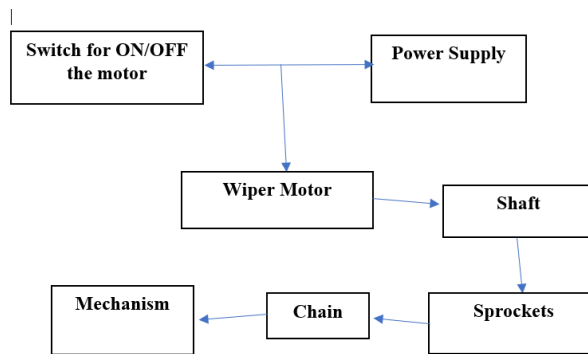 Switch for ON/OFF
the motor
Power Supply
Wiper Motor
Shaft
Mechanism
Chain
Sprockets